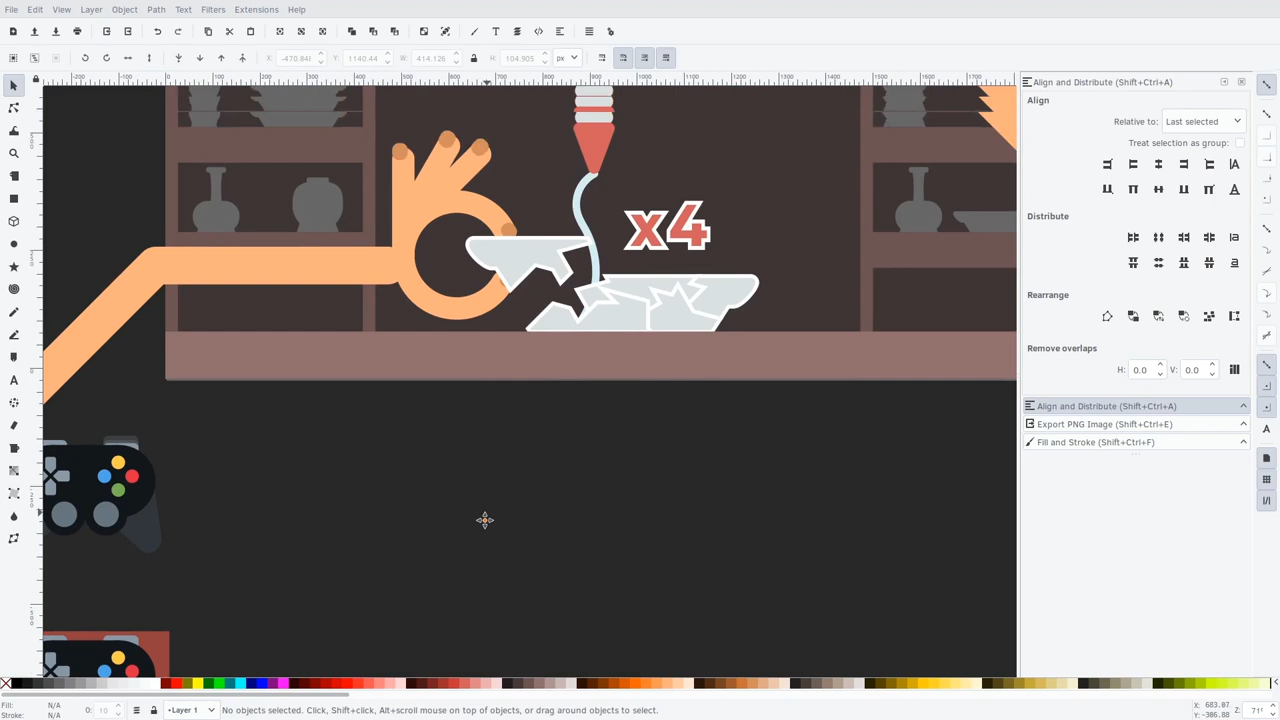 File Edit View Layer Object Path Text Filters Extensions Help
X: -470.848 Y: 1140.44 W: 414.126 H: 104.905 px
Align and Distribute (Shift+Ctrl+A)
Align
Relative to: Last selected
Treat selection as group:
Distribute
Rearrange
Remove overlaps
H: 0.0 V: 0.0
Align and Distribute (Shift+Ctrl+A)
Export PNG Image (Shift+Ctrl+E)
Fill and Stroke (Shift+Ctrl+F)
x4
Fill: N/A
Stroke: N/A
O: 10
•Layer 1
No objects selected. Click, Shift+click, Alt+scroll mouse on top of objects, or drag around objects to select.
X: 683.07
Y: -306.88
Z: 71